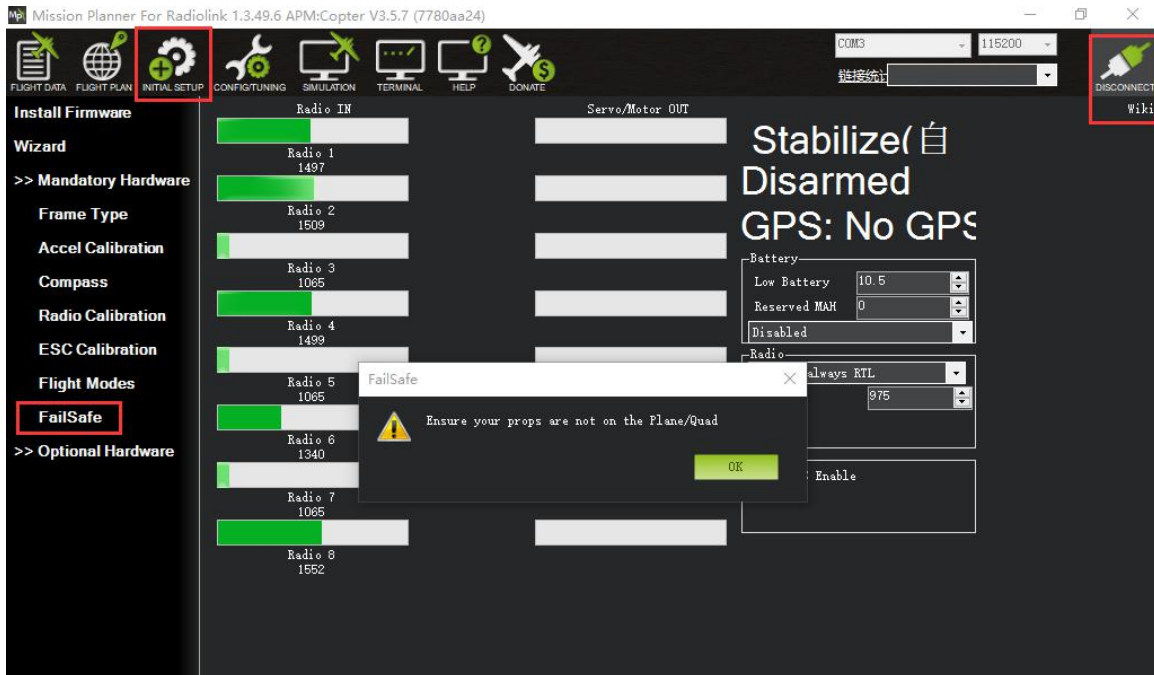 Mission Planner For Radiolink 1.3.49.6 APM:Copter V3.5.7 (7780aa24)
FLIGHT DATA FLIGHT PLAN INITIAL SETUP CONFIG/TUNING SIMULATION TERMINAL HELP DONATE
COM3 115200
链接统计
DISCONNECT
Install Firmware
Wizard
>> Mandatory Hardware
Frame Type
Accel Calibration
Compass
Radio Calibration
ESC Calibration
Flight Modes
FailSafe
>> Optional Hardware
Radio IN
Radio 1
1497
Radio 2
1509
Radio 3
1065
Radio 4
1499
Radio 5
1065
Radio 6
1340
Radio 7
1065
Radio 8
1552
Servo/Motor OUT
Wiki
Stabilize(自
Disarmed
GPS: No GPS
Battery
Low Battery 10.5
Reserved MAH 0
Disabled
Radio
always RTL
975
Enable
FailSafe
Ensure your props are not on the Plane/Quad
OK